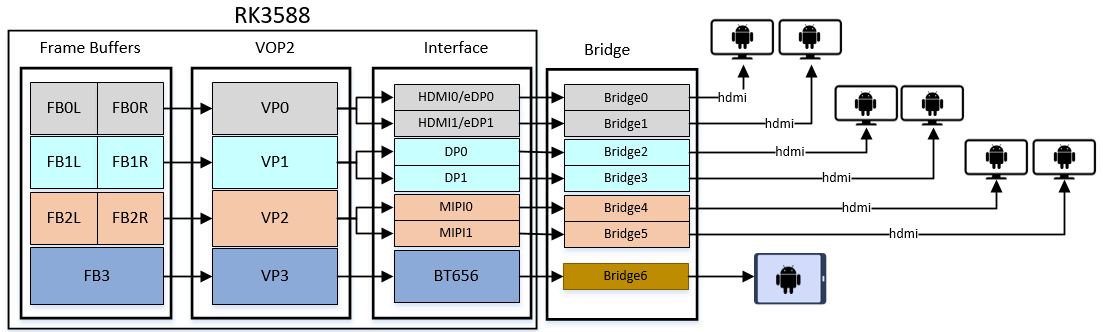 RK3588
Frame Buffers
VOP2
Interface
Bridge
FB0L
FB0R
VP0
HDMI0/eDP0
HDMI1/eDP1
Bridge0
Bridge1
hdmi
hdmi
FB1L
FB1R
VP1
DP0
DP1
Bridge2
Bridge3
hdmi
hdmi
FB2L
FB2R
VP2
MIPI0
MIPI1
Bridge4
Bridge5
hdmi
hdmi
FB3
VP3
BT656
Bridge6